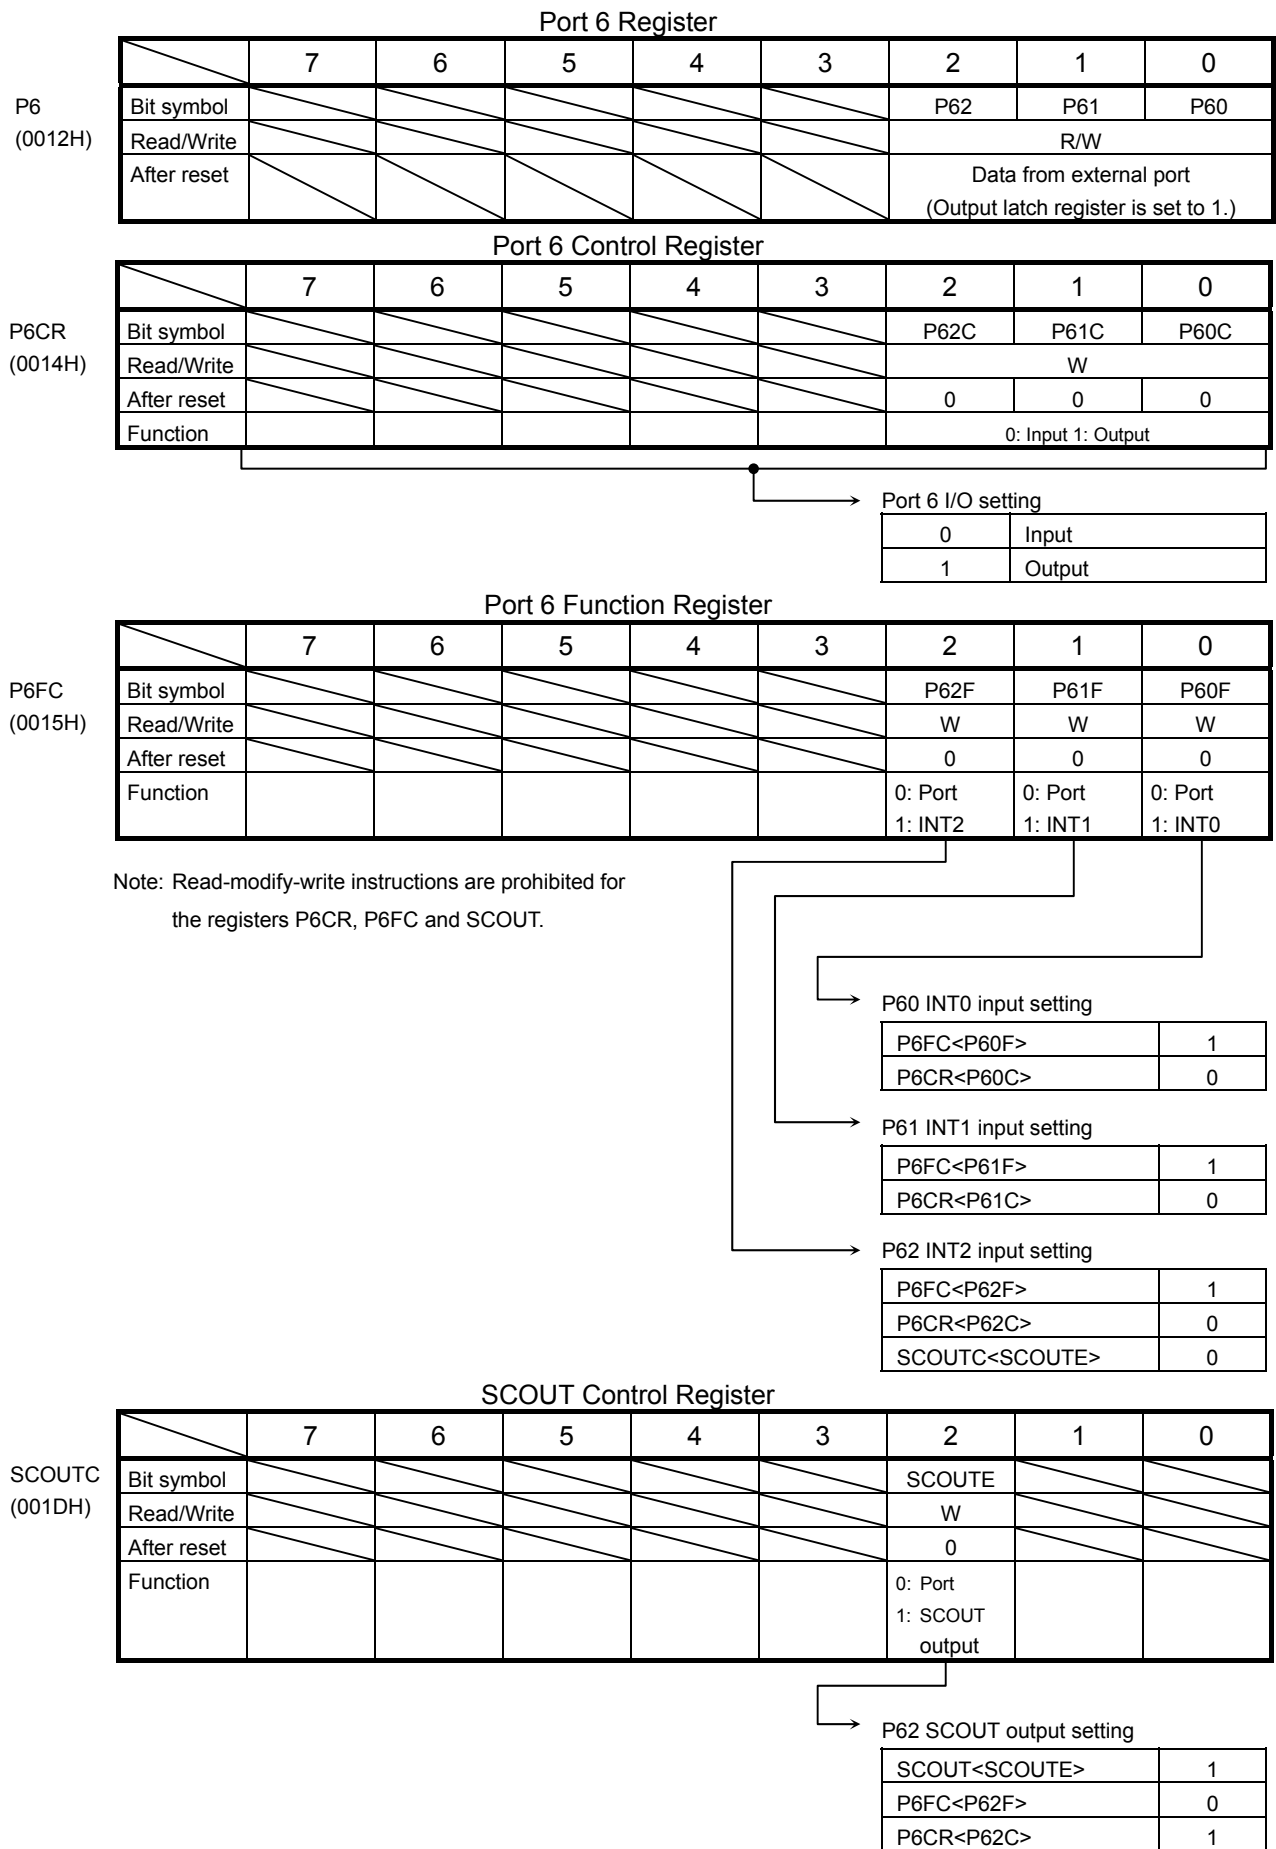 Port 6 Register
7 6 5 4 3 2 1 0
P6 (0012H)
Bit symbol P62 P61 P60
Read/Write R/W
After reset Data from external port
(Output latch register is set to 1.)
Port 6 Control Register
7 6 5 4 3 2 1 0
P6CR (0014H)
Bit symbol P62C P61C P60C
Read/Write W
After reset 0 0 0
Function 0: Input 1: Output
Port 6 I/O setting
0 Input
1 Output
Port 6 Function Register
7 6 5 4 3 2 1 0
P6FC (0015H)
Bit symbol P62F P61F P60F
Read/Write W W W
After reset 0 0 0
Function 0: Port 0: Port 0: Port
1: INT2 1: INT1 1: INT0
Note: Read-modify-write instructions are prohibited for
the registers P6CR, P6FC and SCOUT.
P60 INT0 input setting
P6FC<P60F> 1
P6CR<P60C> 0
P61 INT1 input setting
P6FC<P61F> 1
P6CR<P61C> 0
P62 INT2 input setting
P6FC<P62F> 1
P6CR<P62C> 0
SCOUTC<SCOUTE> 0
SCOUT Control Register
7 6 5 4 3 2 1 0
SCOUTC (001DH)
Bit symbol SCOUTE
Read/Write W
After reset 0
Function 0: Port
1: SCOUT
output
P62 SCOUT output setting
SCOUT<SCOUTE> 1
P6FC<P62F> 0
P6CR<P62C> 1